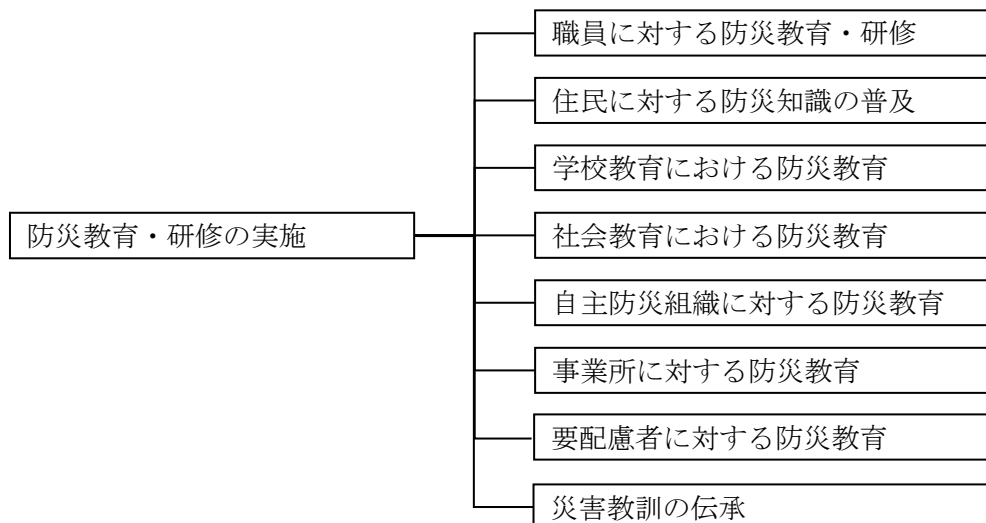 職員に対する防災教育・研修
住民に対する防災知識の普及
学校教育における防災教育
防災教育・研修の実施
社会教育における防災教育
自主防災組織に対する防災教育
事業所に対する防災教育
要配慮者に対する防災教育
災害教訓の伝承